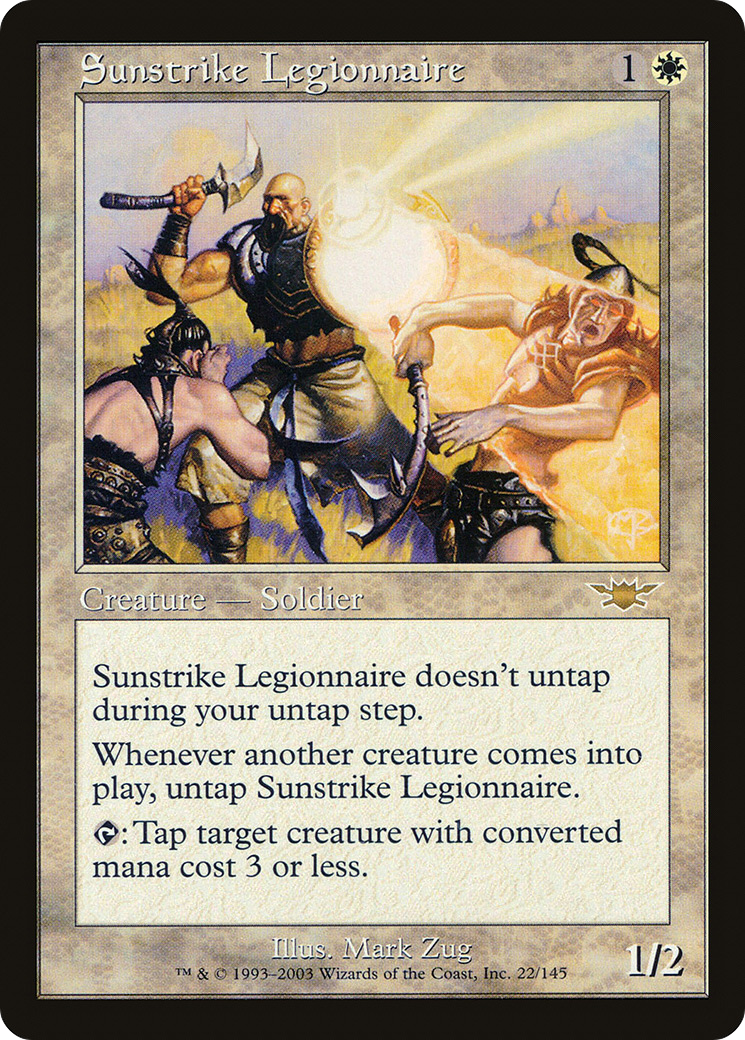 Sunstrike Legionnaire
1
Creature — Soldier
Sunstrike Legionnaire doesn't untap
during your untap step.
Whenever another creature comes into
play, untap Sunstrike Legionnaire.
: Tap target creature with converted
mana cost 3 or less.
Illus. Mark Zug
™ & © 1993–2003 Wizards of the Coast, Inc. 22/145
1/2